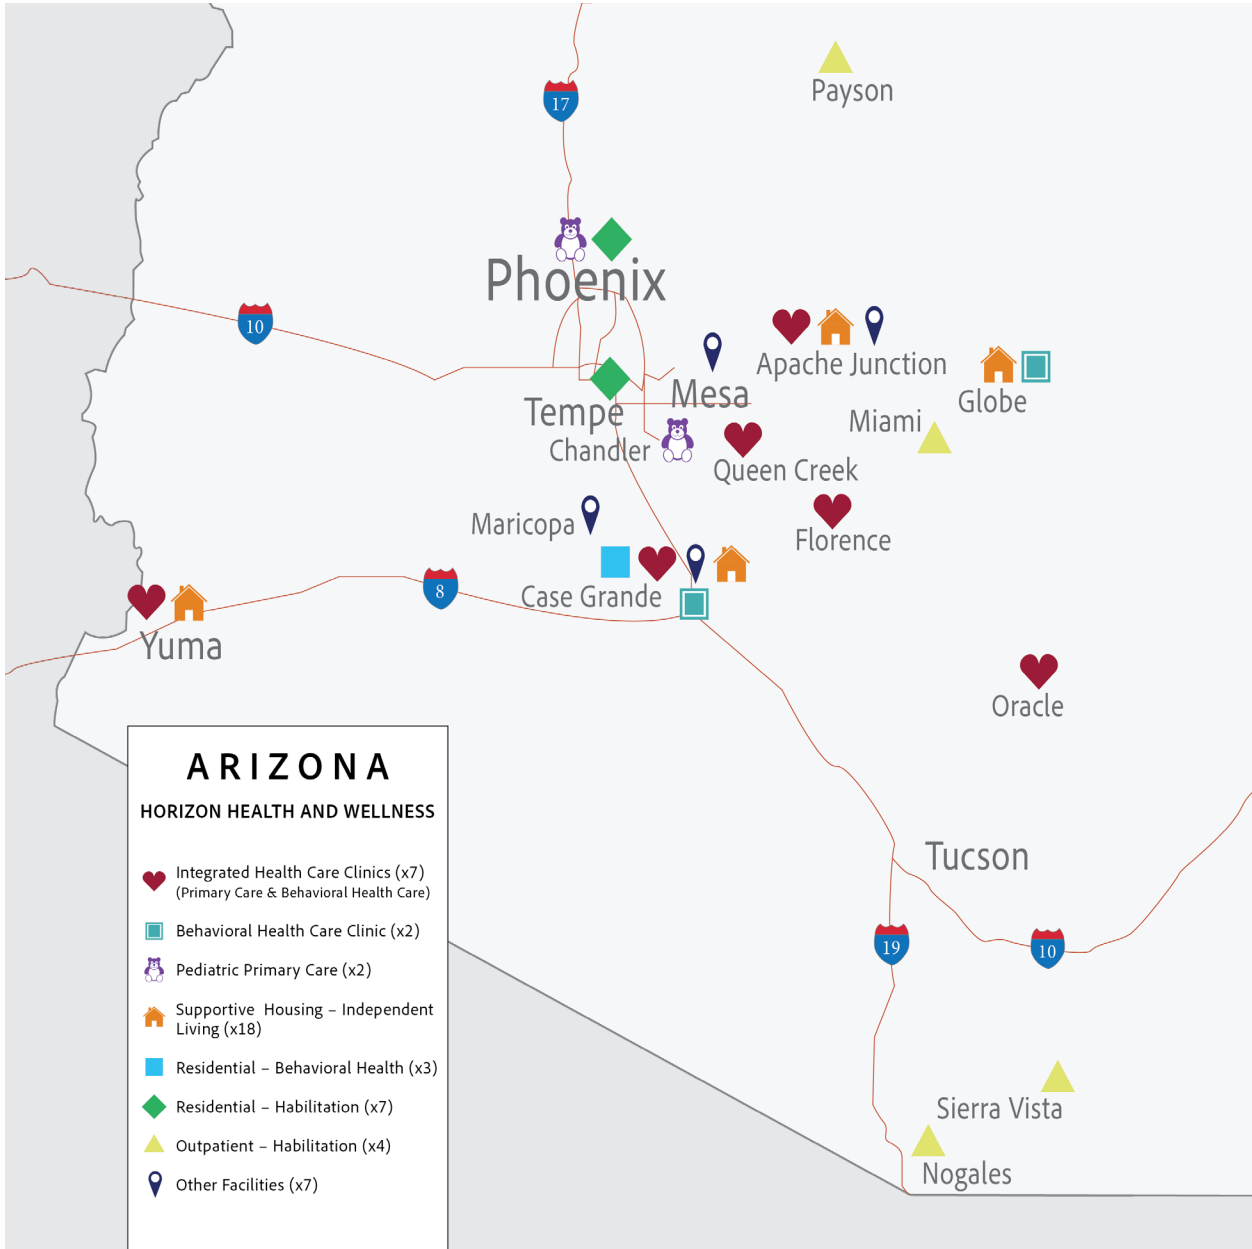 Payson
17
Phoenix
10
Apache Junction
Mesa
Globe
Tempe
Miami
Chandler
Queen Creek
Maricopa
Florence
Case Grande
8
Yuma
Oracle
Tucson
19
10
Sierra Vista
Nogales
ARIZONA
HORIZON HEALTH AND WELLNESS
Integrated Health Care Clinics (x7)
(Primary Care & Behavioral Health Care)
Behavioral Health Care Clinic (x2)
Pediatric Primary Care (x2)
Supportive Housing – Independent
Living (x18)
Residential – Behavioral Health (x3)
Residential – Habilitation (x7)
Outpatient – Habilitation (x4)
Other Facilities (x7)